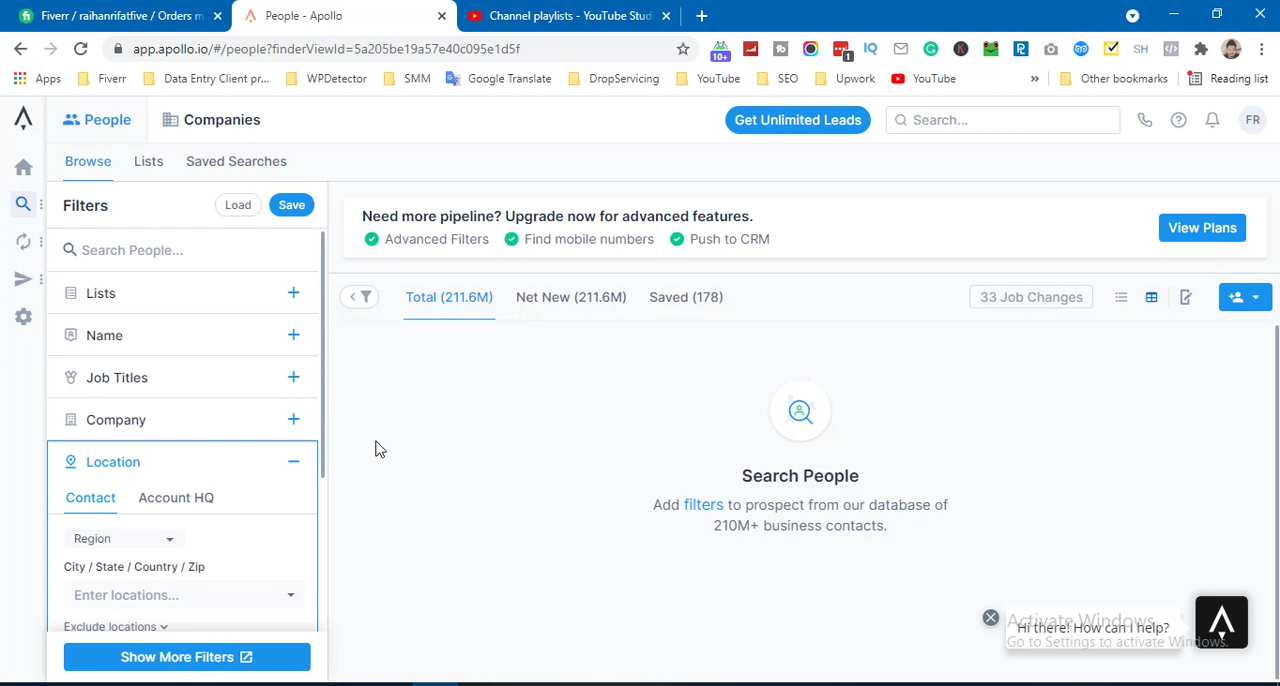 Fiverr / raihanrifatfive / Orders m
People - Apollo
Channel playlists - YouTube Stud
app.apollo.io/#/people?finderViewId=5a205be19a57e40c095e1d5f
10+
1
IQ
SH
Apps
Fiverr
Data Entry Client pr...
WPDetector
SMM
Google Translate
DropServicing
YouTube
SEO
Upwork
YouTube
»
Other bookmarks
Reading list
People
Companies
Get Unlimited Leads
Search...
FR
Browse
Lists
Saved Searches
Filters
Load
Save
Need more pipeline? Upgrade now for advanced features.
Advanced Filters
Find mobile numbers
Push to CRM
View Plans
Search People...
Lists
Total (211.6M)
Net New (211.6M)
Saved (178)
33 Job Changes
Name
Job Titles
Company
Location
Contact
Account HQ
Region
City / State / Country / Zip
Enter locations...
Exclude locations
Show More Filters
Search People
Add filters to prospect from our database of
210M+ business contacts.
Activate Windows
Hi there! How can I help?
Go to Settings to activate Windows.